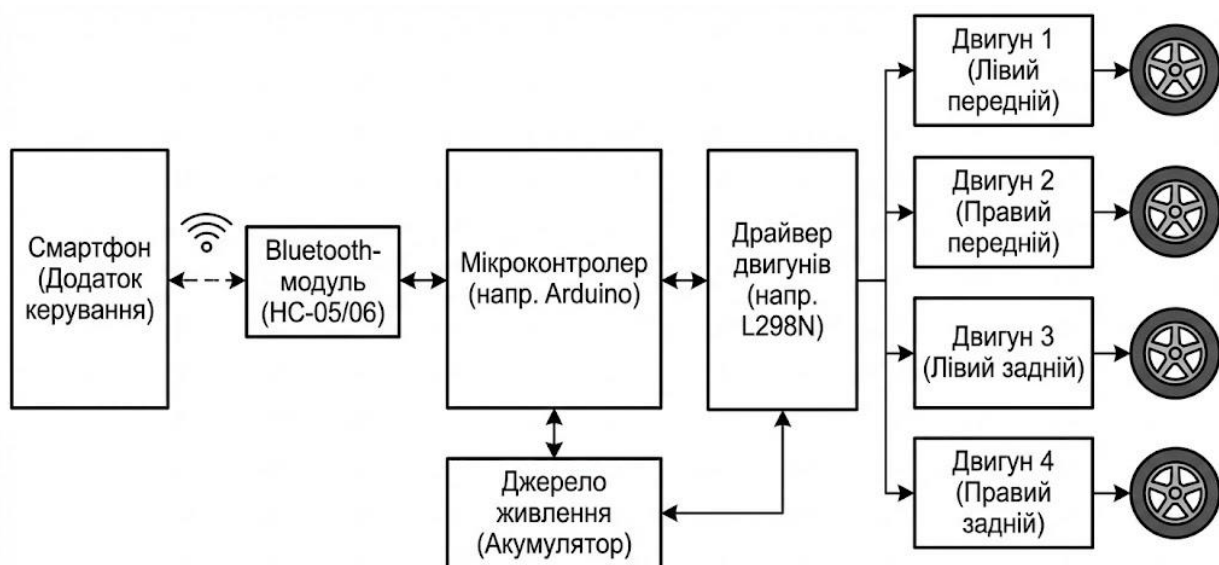 Смартфон
(Додаток
керування)
Bluetooth-
модуль
(HC-05/06)
Мікроконтролер
(напр. Arduino)
Джерело
живлення
(Акумулятор)
Драйвер
двигунів
(напр.
L298N)
Двигун 1
(Лівий
передній)
Двигун 2
(Правий
передній)
Двигун 3
(Лівий задній)
Двигун 4
(Правий
задній)